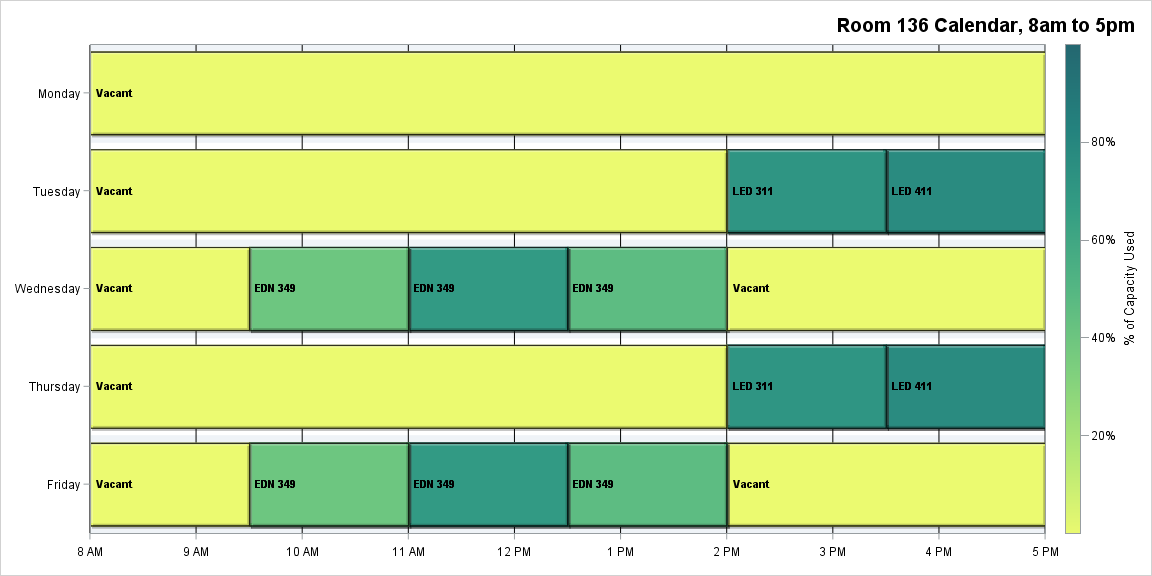 Room 136 Calendar, 8am to 5pm
Monday
Vacant
Tuesday
Vacant
LED 311
LED 411
Wednesday
Vacant
EDN 349
EDN 349
EDN 349
Vacant
Thursday
Vacant
LED 311
LED 411
Friday
Vacant
EDN 349
EDN 349
EDN 349
Vacant
8 AM
9 AM
10 AM
11 AM
12 PM
1 PM
2 PM
3 PM
4 PM
5 PM
80%
60%
40%
20%
% of Capacity Used